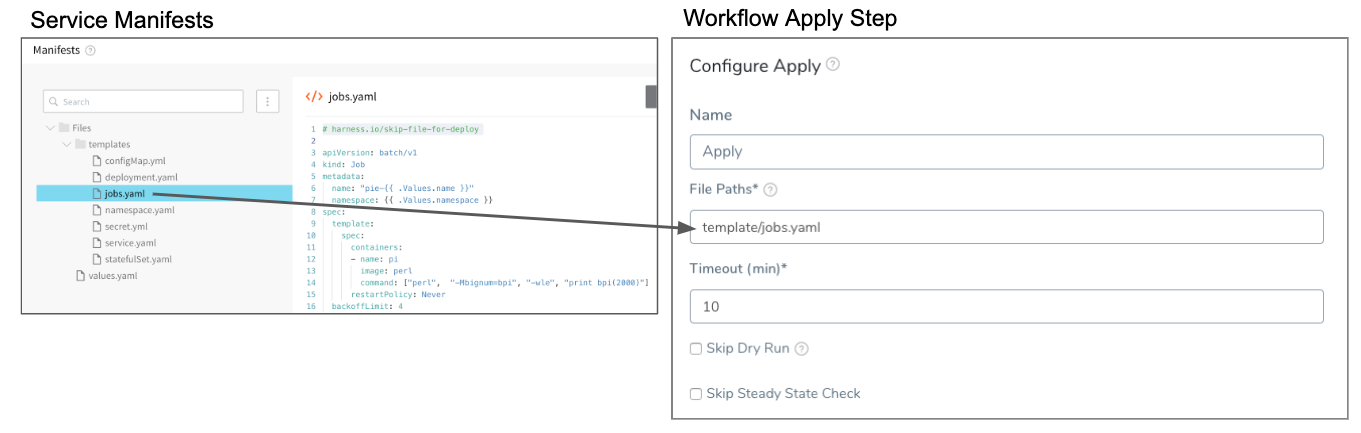 Service Manifests
Manifests
Search
Files
templates
configMap.yml
deployment.yaml
jobs.yaml
namespace.yaml
secret.yml
service.yaml
statefulSet.yaml
values.yaml
</> jobs.yaml
1 # harness.io/skip-file-for-deploy
2
3 apiVersion: batch/v1
4 kind: Job
5 metadata:
6 name: "pie-{{ .Values.name }}"
7 namespace: {{ .Values.namespace }}
8 spec:
9 template:
10 spec:
11 containers:
12 - name: pi
13 image: perl
14 command: ["perl", "-Mbignum=bpi", "-wle", "print bpi(2000)"]
15 restartPolicy: Never
16 backoffLimit: 4
Workflow Apply Step
Configure Apply ?
Name
Apply
File Paths* ?
template/jobs.yaml
Timeout (min)*
10
Skip Dry Run ?
Skip Steady State Check